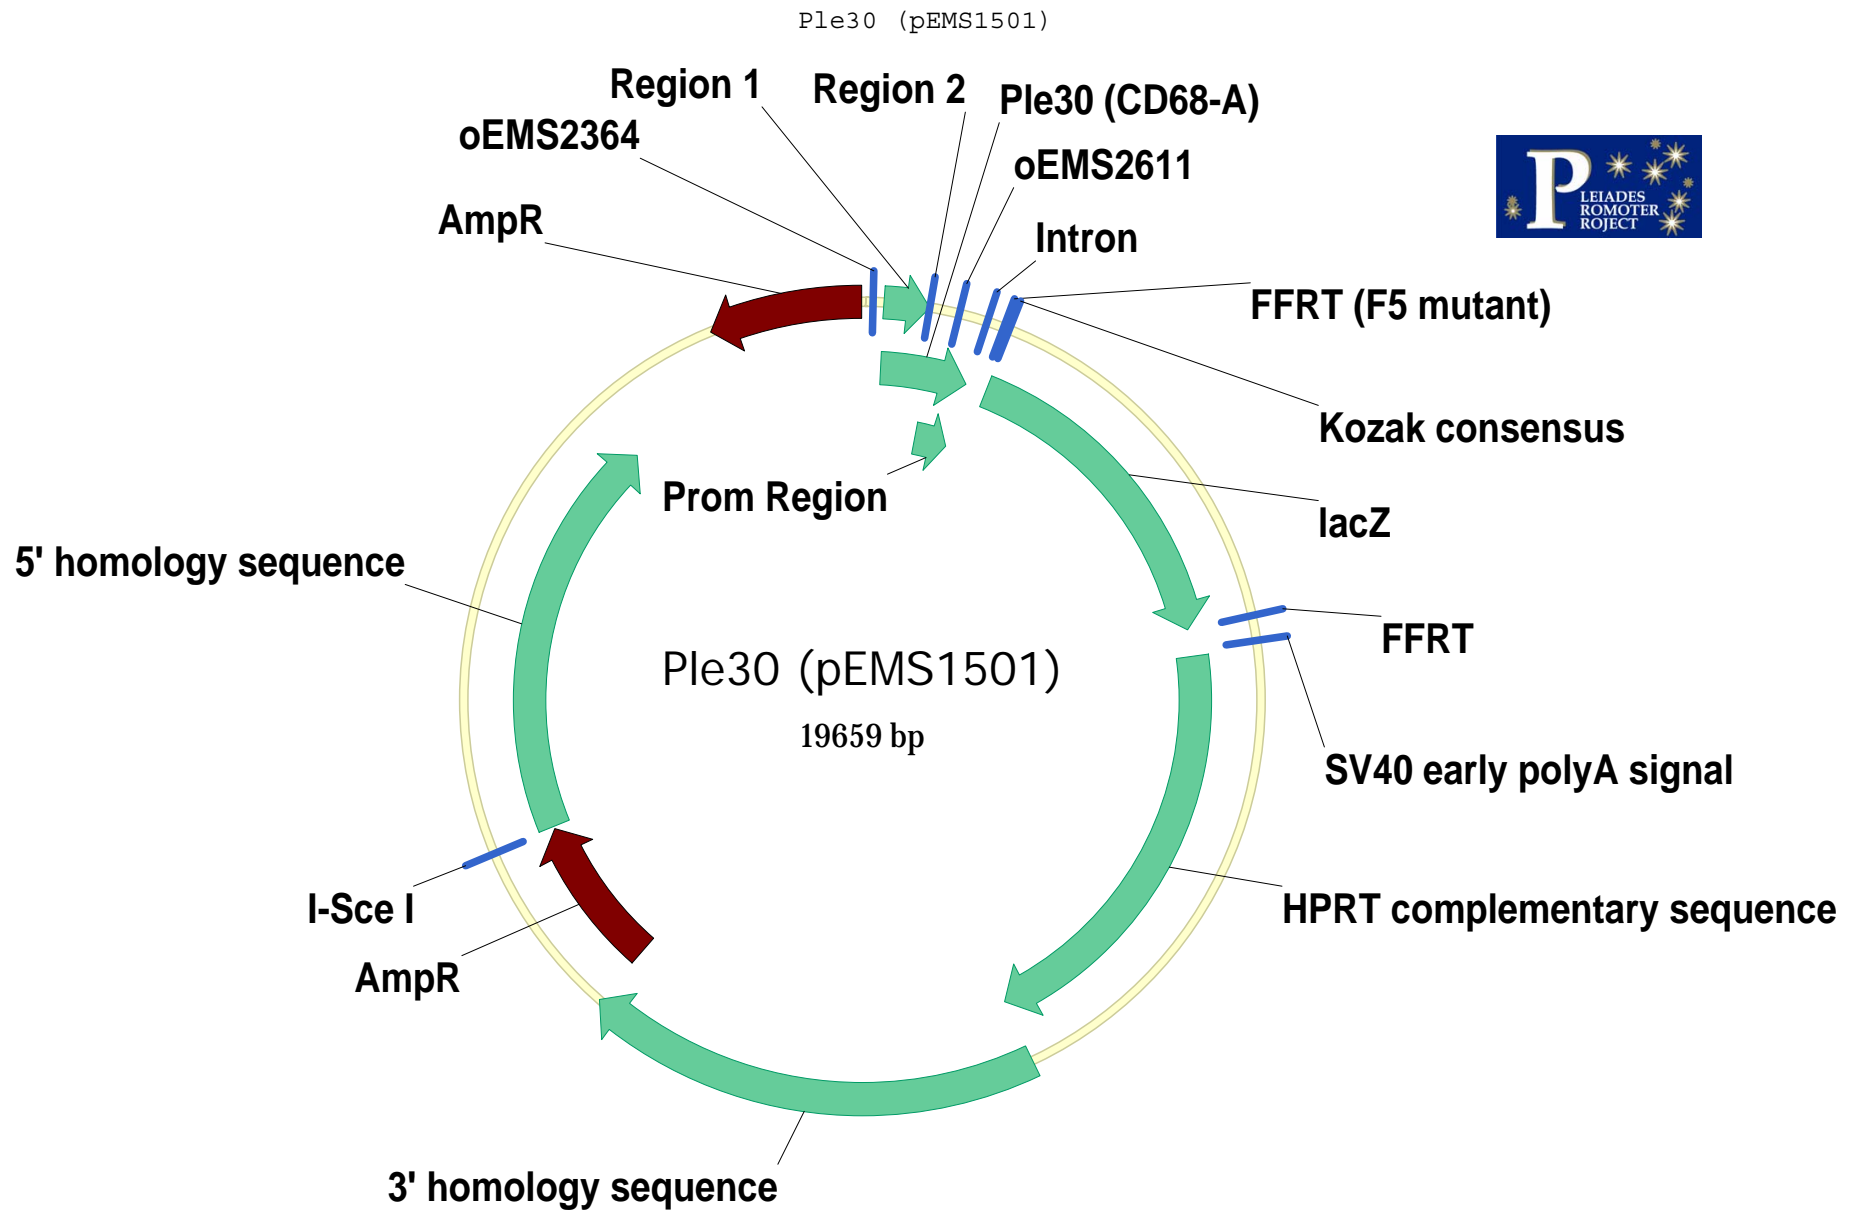 Ple30 (pEMS1501)
Region 1
Region 2
Ple30 (CD68-A)
oEMS2364
oEMS2611
AmpR
Intron
P
LEIADES
ROMOTER
ROJECT
FFRT (F5 mutant)
Kozak consensus
Prom Region
lacZ
5' homology sequence
FFRT
Ple30 (pEMS1501)
19659 bp
SV40 early polyA signal
I-Sce I
HPRT complementary sequence
AmpR
3' homology sequence